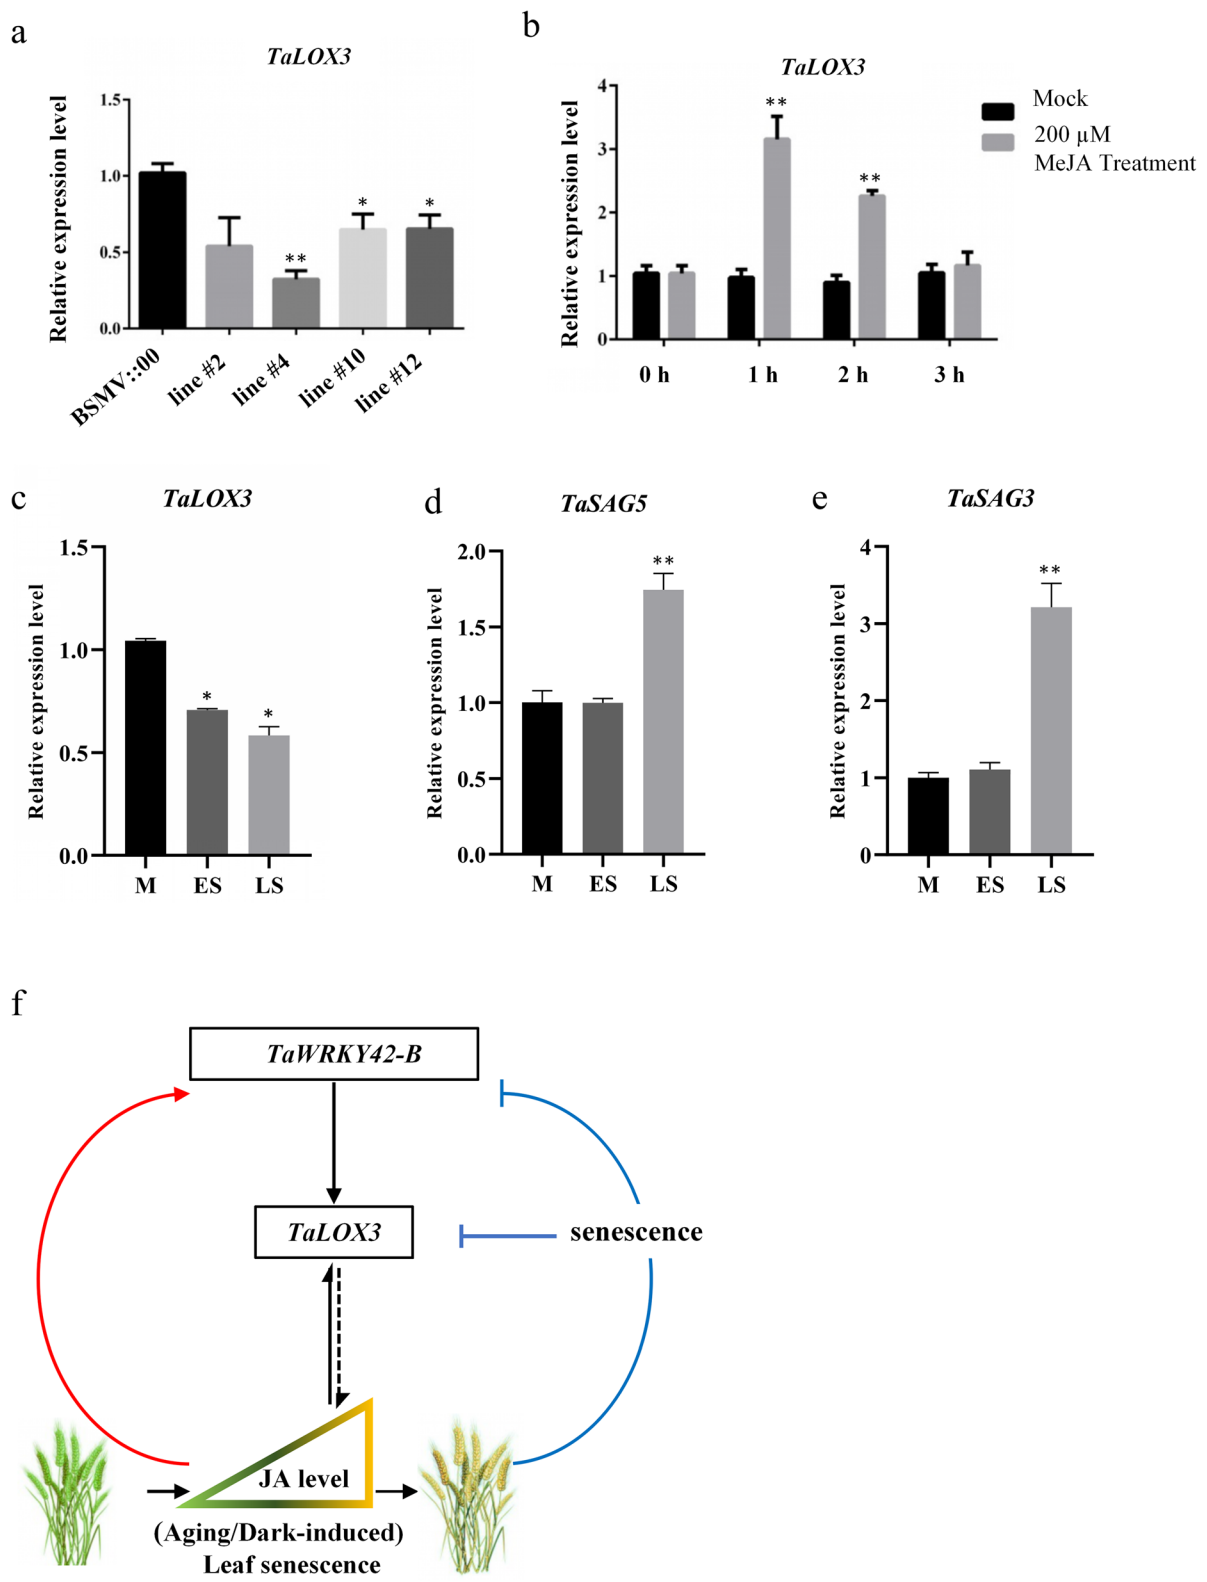 a
TaLOX3
Relative expression level
1.5
1.0
0.5
0.0
*
**
*
BSMV::00
line #2
line #4
line #10
line #12
b
TaLOX3
Relative expression level
4
3
2
1
0
**
**
0 h
1 h
2 h
3 h
Mock
200 µM
MeJA Treatment
c
TaLOX3
Relative expression level
1.5
1.0
0.5
0.0
*
*
M
ES
LS
d
TaSAG5
Relative expression level
2.0
1.5
1.0
0.5
0.0
**
M
ES
LS
e
TaSAG3
Relative expression level
4
3
2
1
0
**
M
ES
LS
f
TaWRKY42-B
TaLOX3
senescence
JA level
(Aging/Dark-induced)
Leaf senescence